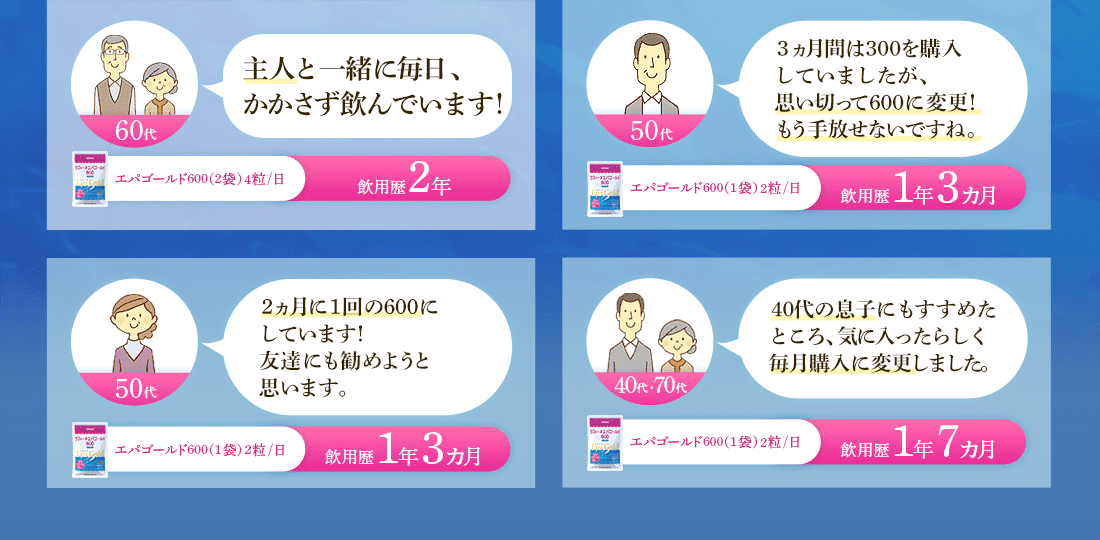 主人と一緒に毎日、
かかさず飲んでいます!
60代
エパゴールド600(2袋)4粒/日
飲用歴2年
3ヵ月間は300を購入
していましたが、
思い切って600に変更!
もう手放せないですね。
50代
エパゴールド600(1袋)2粒/日
飲用歴1年3カ月
2ヵ月に1回の600に
しています!
友達にも勧めようと
思います。
50代
エパゴールド600(1袋)2粒/日
飲用歴1年3カ月
40代の息子にもすすめた
ところ、気に入ったらしく
毎月購入に変更しました。
40代・70代
エパゴールド600(1袋)2粒/日
飲用歴1年7カ月